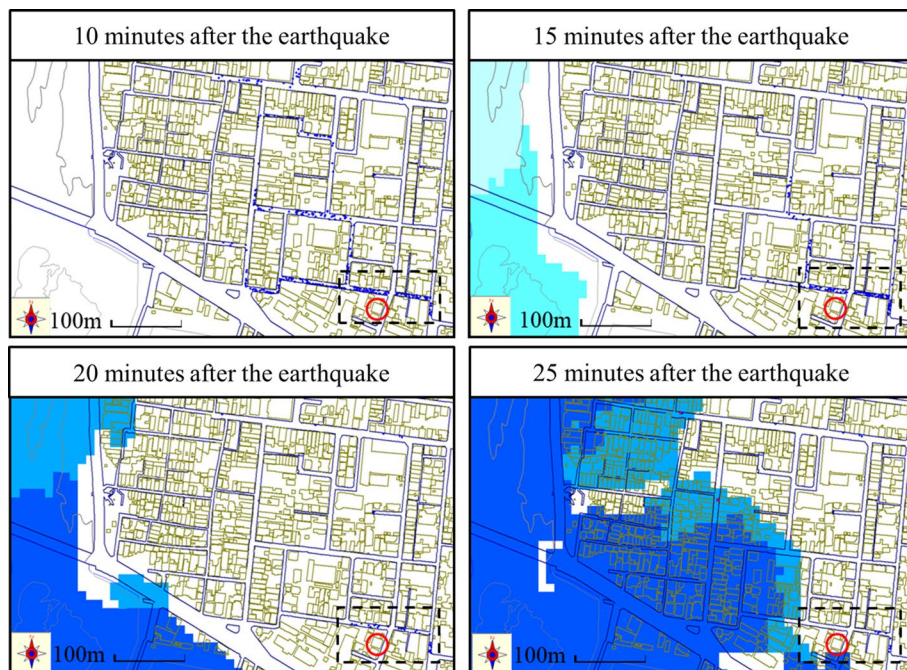 10 minutes after the earthquake
15 minutes after the earthquake
100m
100m
20 minutes after the earthquake
25 minutes after the earthquake
100m
100m